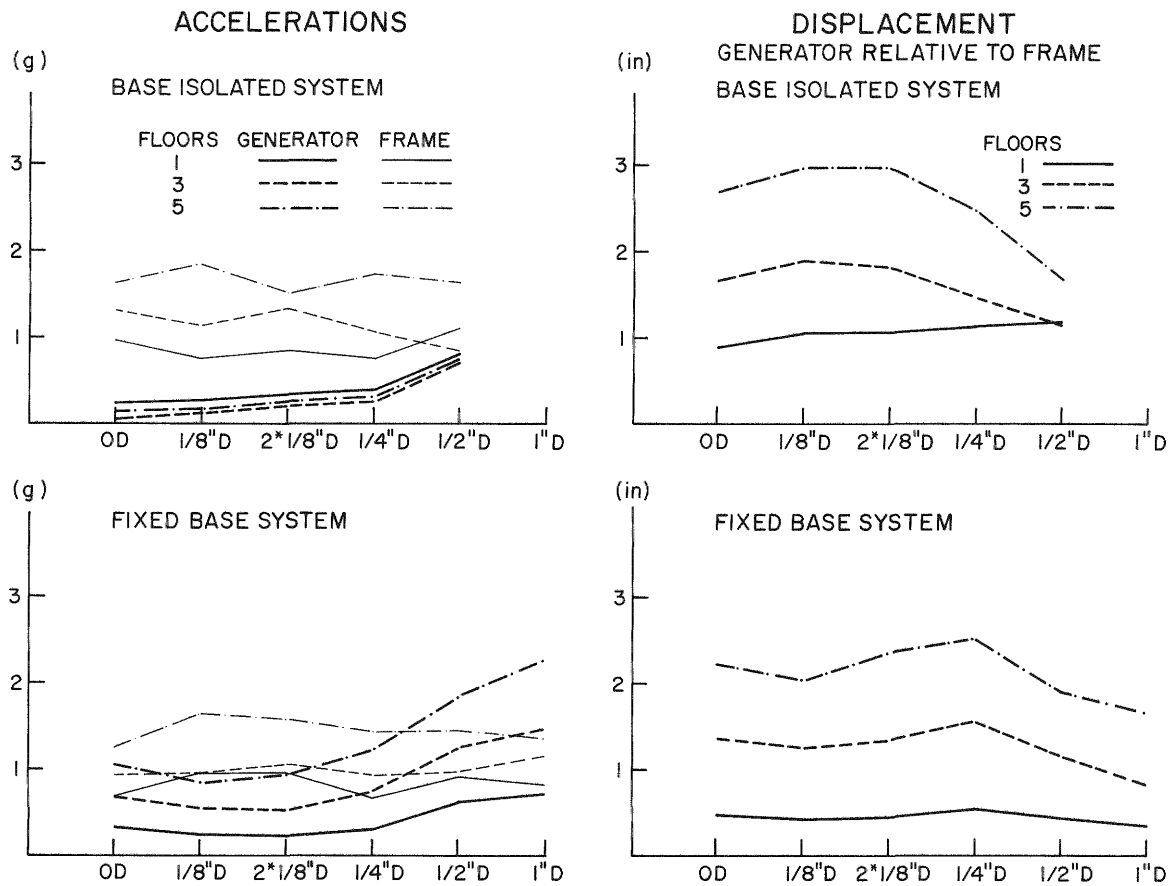 ACCELERATIONS
(g)
BASE ISOLATED SYSTEM
FLOORS GENERATOR FRAME
1
3
5
3
2
1
OD 1/8"D 2*1/8"D 1/4"D 1/2"D 1"D
DISPLACEMENT
GENERATOR RELATIVE TO FRAME
(in)
BASE ISOLATED SYSTEM
FLOORS
1
3
5
3
2
1
OD 1/8"D 2*1/8"D 1/4"D 1/2"D 1"D
(g)
FIXED BASE SYSTEM
3
2
1
OD 1/8"D 2*1/8"D 1/4"D 1/2"D 1"D
(in)
FIXED BASE SYSTEM
3
2
1
OD 1/8"D 2*1/8"D 1/4"D 1/2"D 1"D